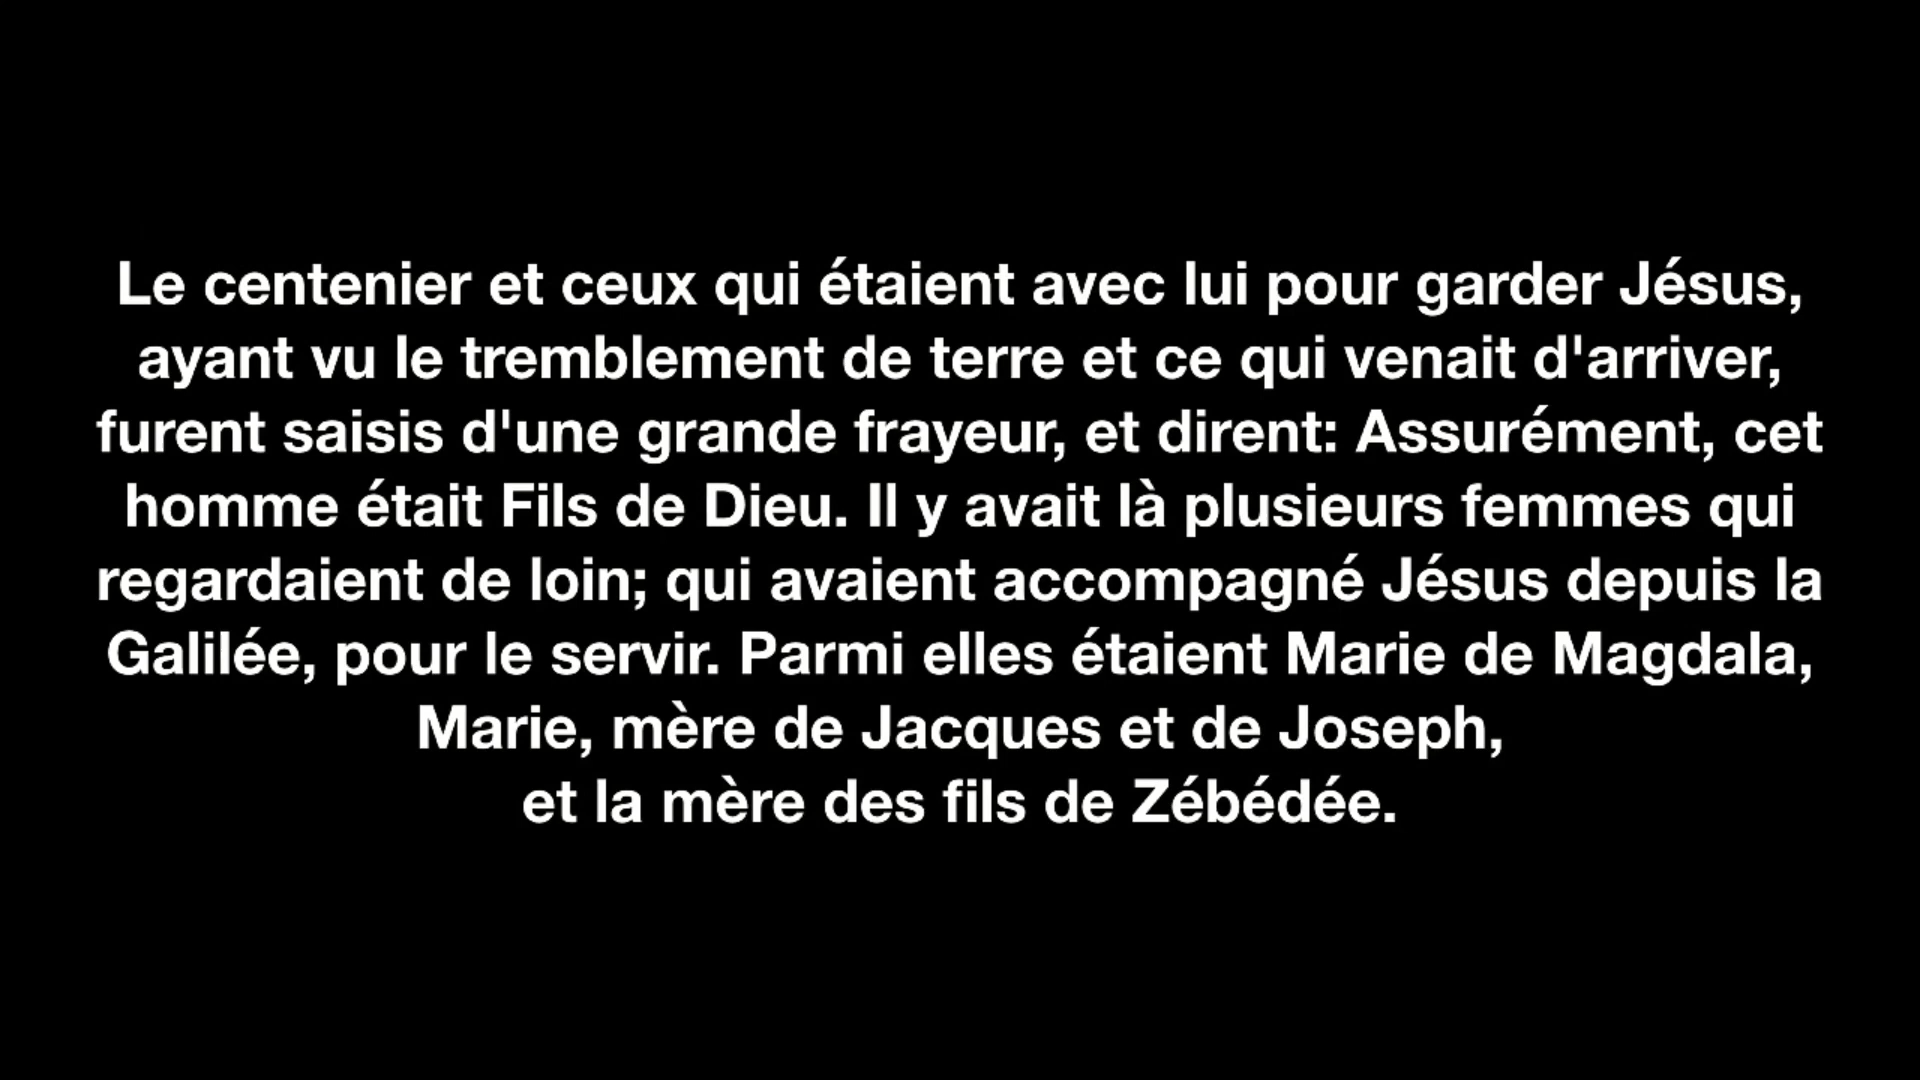 Le centenier et ceux qui étaient avec lui pour garder Jésus,
ayant vu le tremblement de terre et ce qui venait d'arriver,
furent saisis d'une grande frayeur, et dirent: Assurément, cet
homme était Fils de Dieu. Il y avait là plusieurs femmes qui
regardaient de loin; qui avaient accompagné Jésus depuis la
Galilée, pour le servir. Parmi elles étaient Marie de Magdala,
Marie, mère de Jacques et de Joseph,
et la mère des fils de Zébédée.